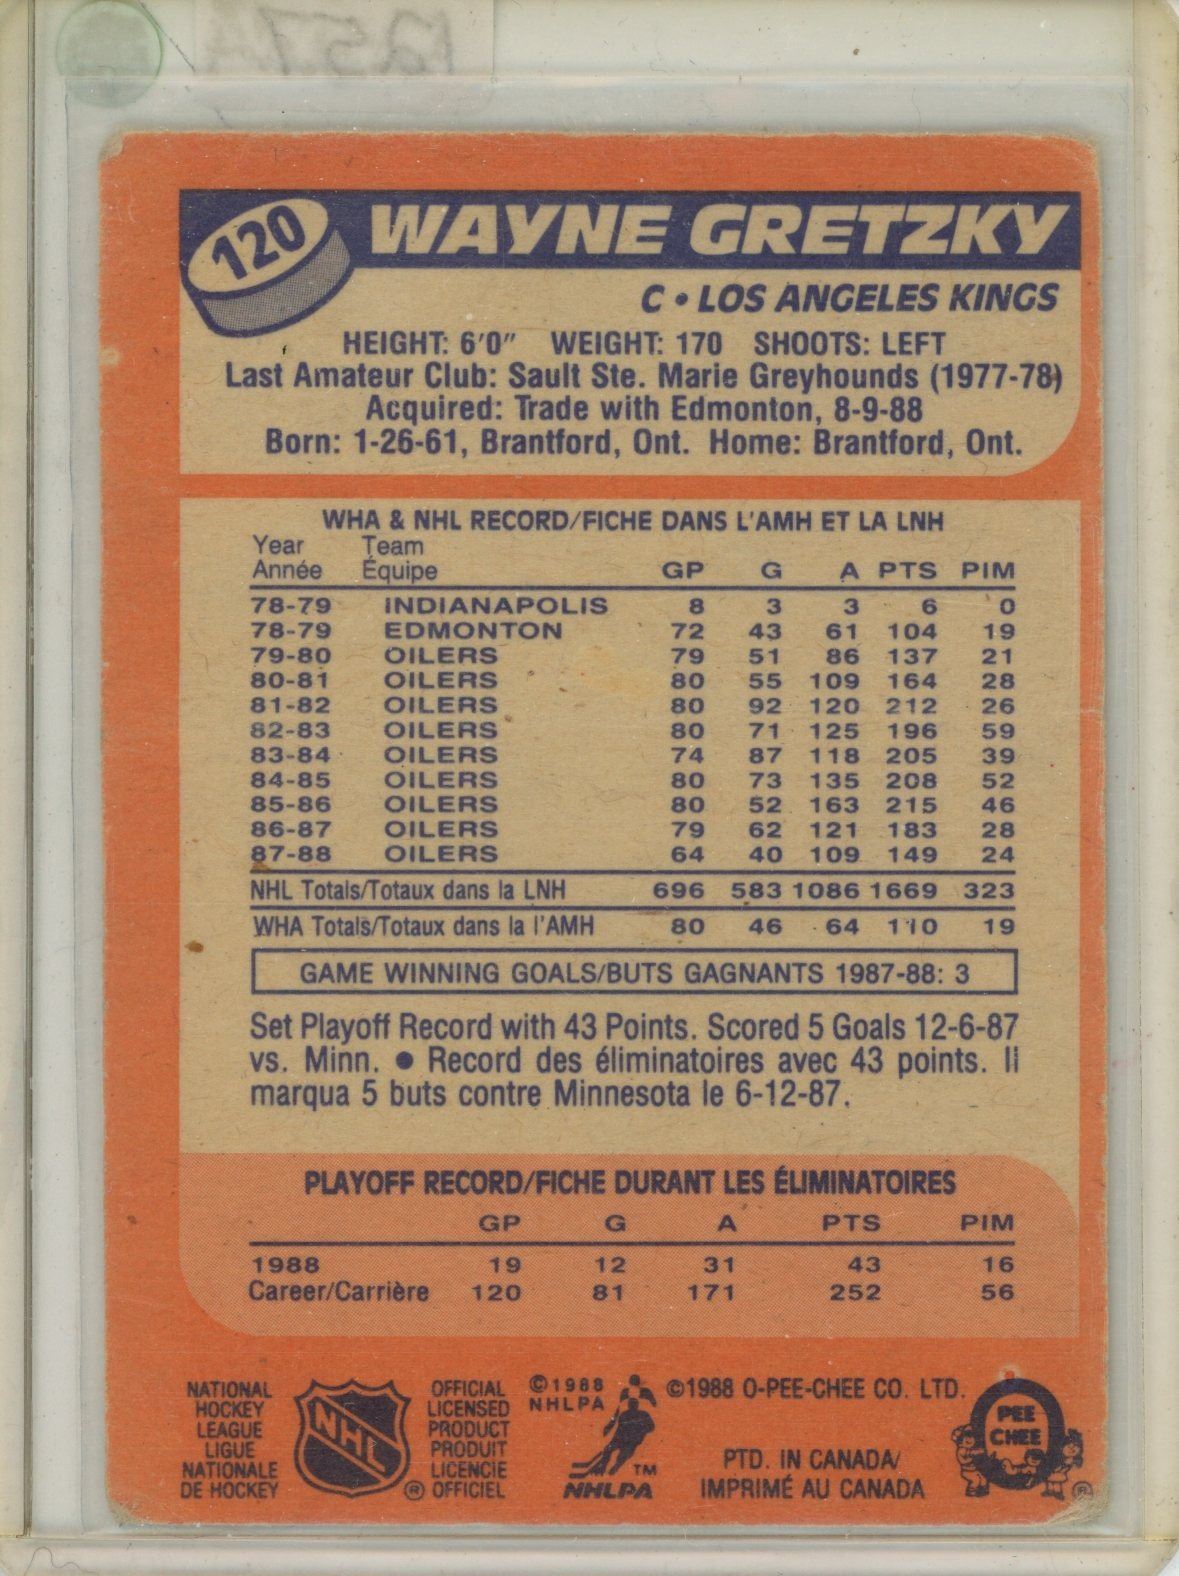 125.7A
120
WAYNE GRETZKY
C • LOS ANGELES KINGS
HEIGHT: 6'0" WEIGHT: 170 SHOOTS: LEFT
Last Amateur Club: Sault Ste. Marie Greyhounds (1977-78)
Acquired: Trade with Edmonton, 8-9-88
Born: 1-26-61, Brantford, Ont. Home: Brantford, Ont.
WHA & NHL RECORD/FICHE DANS L'AMH ET LA LNH
Year Team
Année Équipe GP G A PTS PIM
78-79 INDIANAPOLIS 8 3 3 6 0
78-79 EDMONTON 72 43 61 104 19
79-80 OILERS 79 51 86 137 21
80-81 OILERS 80 55 109 164 28
81-82 OILERS 80 92 120 212 26
82-83 OILERS 80 71 125 196 59
83-84 OILERS 74 87 118 205 39
84-85 OILERS 80 73 135 208 52
85-86 OILERS 80 52 163 215 46
86-87 OILERS 79 62 121 183 28
87-88 OILERS 64 40 109 149 24
NHL Totals/Totaux dans la LNH 696 583 1086 1669 323
WHA Totals/Totaux dans la l'AMH 80 46 64 110 19
GAME WINNING GOALS/BUTS GAGNANTS 1987-88: 3
Set Playoff Record with 43 Points. Scored 5 Goals 12-6-87
vs. Minn. ● Record des éliminatoires avec 43 points. Il
marqua 5 buts contre Minnesota le 6-12-87.
PLAYOFF RECORD/FICHE DURANT LES ÉLIMINATOIRES
GP G A PTS PIM
1988 19 12 31 43 16
Career/Carrière 120 81 171 252 56
NATIONAL
HOCKEY
LEAGUE
LIGUE
NATIONALE
DE HOCKEY
NHL
®
OFFICIAL
LICENSED
PRODUCT
PRODUIT
LICENCIE
OFFICIEL
©1988
NHLPA
TM
NHLPA
©1988 O-PEE-CHEE CO. LTD.
PTD. IN CANADA/
IMPRIMÉ AU CANADA
PEE
CHEE
®